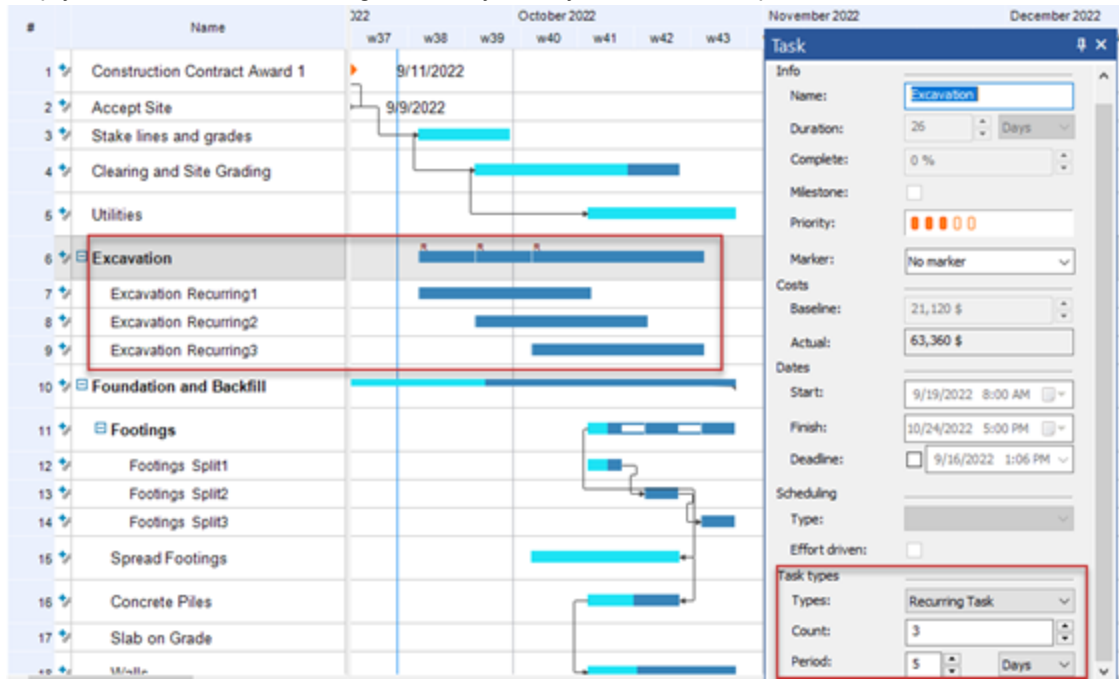 022 October 2022 November 2022 December 2022
# Name w37 w38 w39 w40 w41 w42 w43
Task
Info
1 Construction Contract Award 1 9/11/2022
Name: Excavation
2 Accept Site 9/9/2022
Duration: 26 Days
3 Stake lines and grades
Complete: 0 %
4 Clearing and Site Grading
Milestone:
5 Utilities
Priority:
6 Excavation
Marker: No marker
Costs
7 Excavation Recurring1
Baseline: 21,120 $
8 Excavation Recurring2
Actual: 63,360 $
9 Excavation Recurring3
Dates
10 Foundation and Backfill
Start: 9/19/2022 8:00 AM
11 Footings
Finish: 10/24/2022 5:00 PM
12 Footings Split1
Deadline: 9/16/2022 1:06 PM
13 Footings Split2
Scheduling
14 Footings Split3
Type:
15 Spread Footings
Effort driven:
Task types
16 Concrete Piles
Types: Recurring Task
17 Slab on Grade
Count: 3
Period: 5 Days
18 Walls